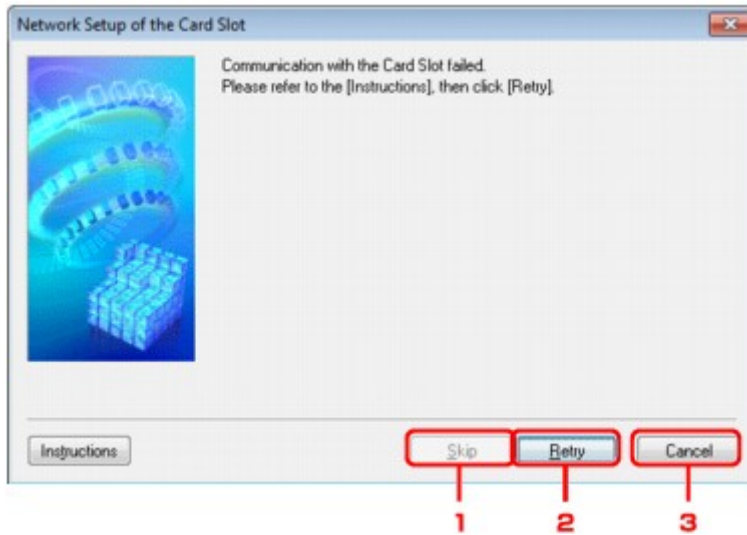 Network Setup of the Card Slot
Communication with the Card Slot failed.
Please refer to the [Instructions], then click [Retry].
Instructions
Skip
Retry
Cancel
1
2
3